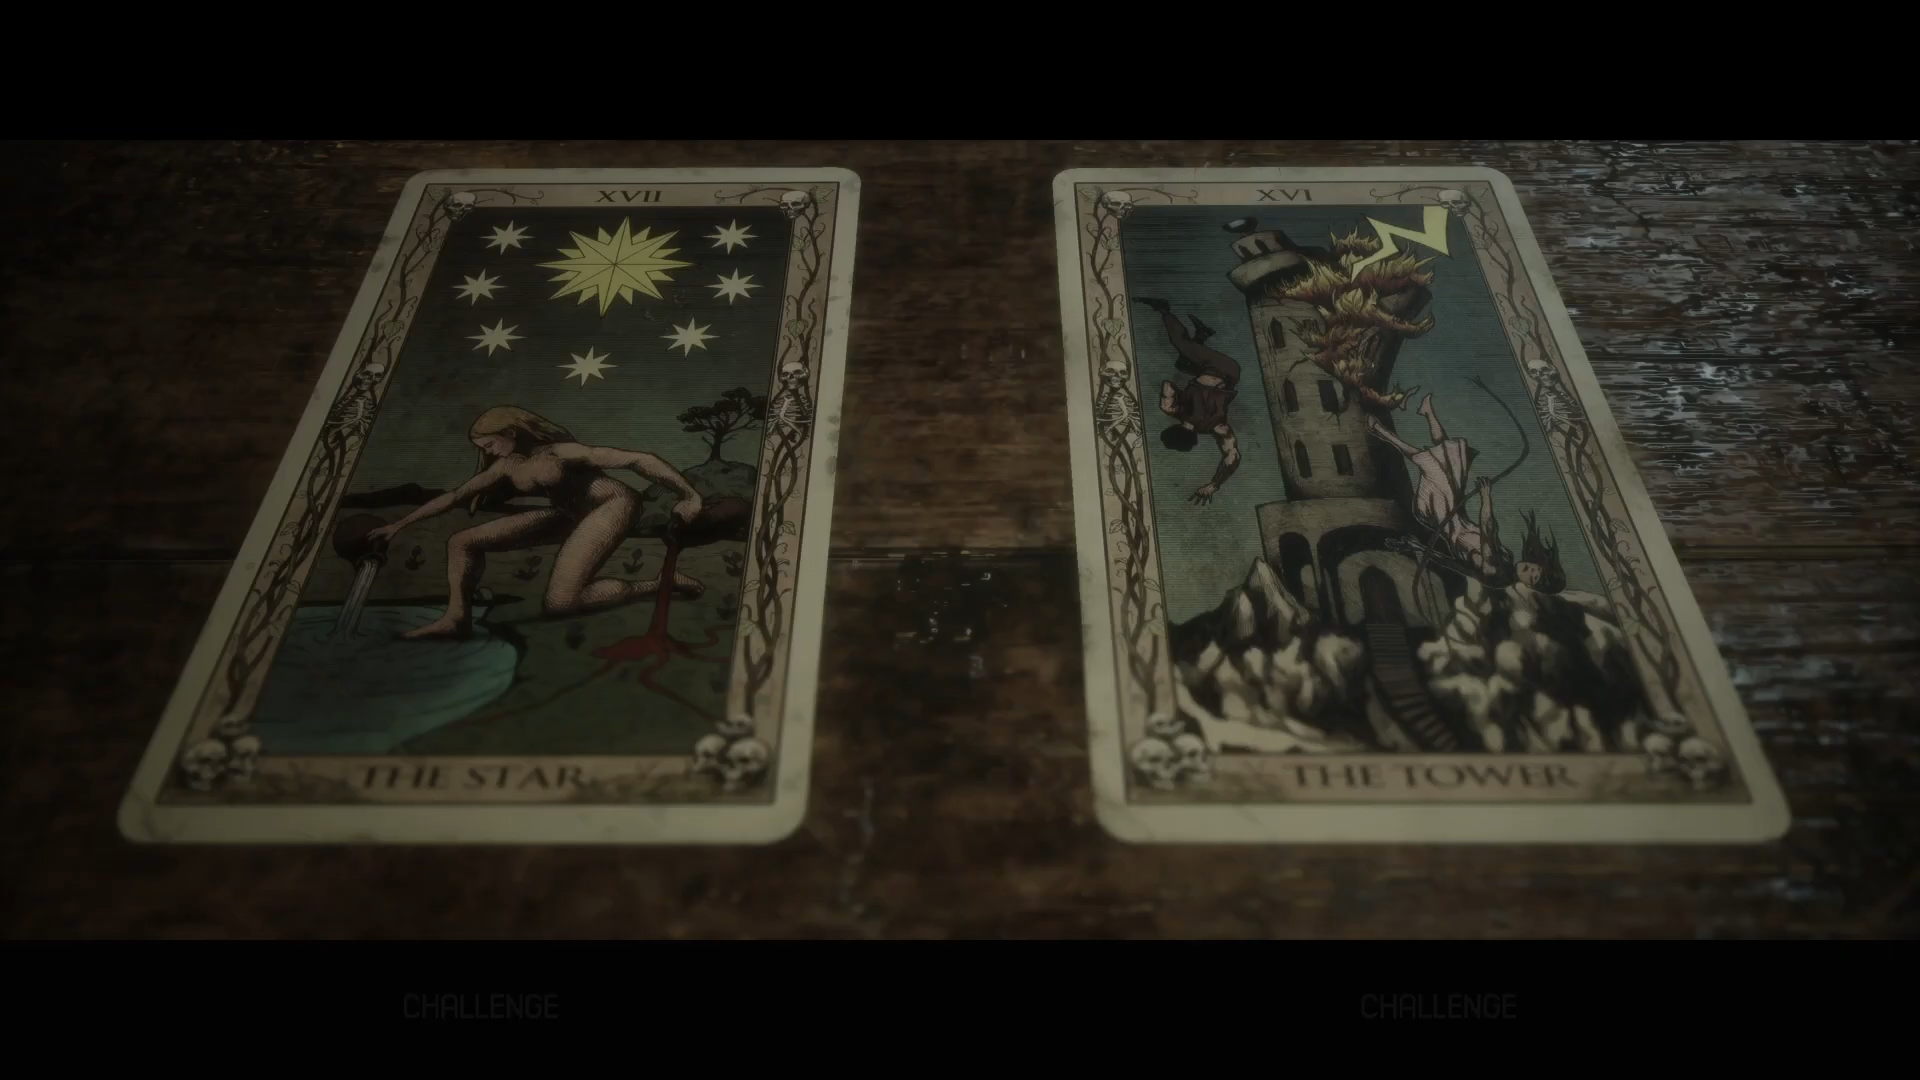 XVII
THE STAR
XVI
THE TOWER
CHALLENGE
CHALLENGE